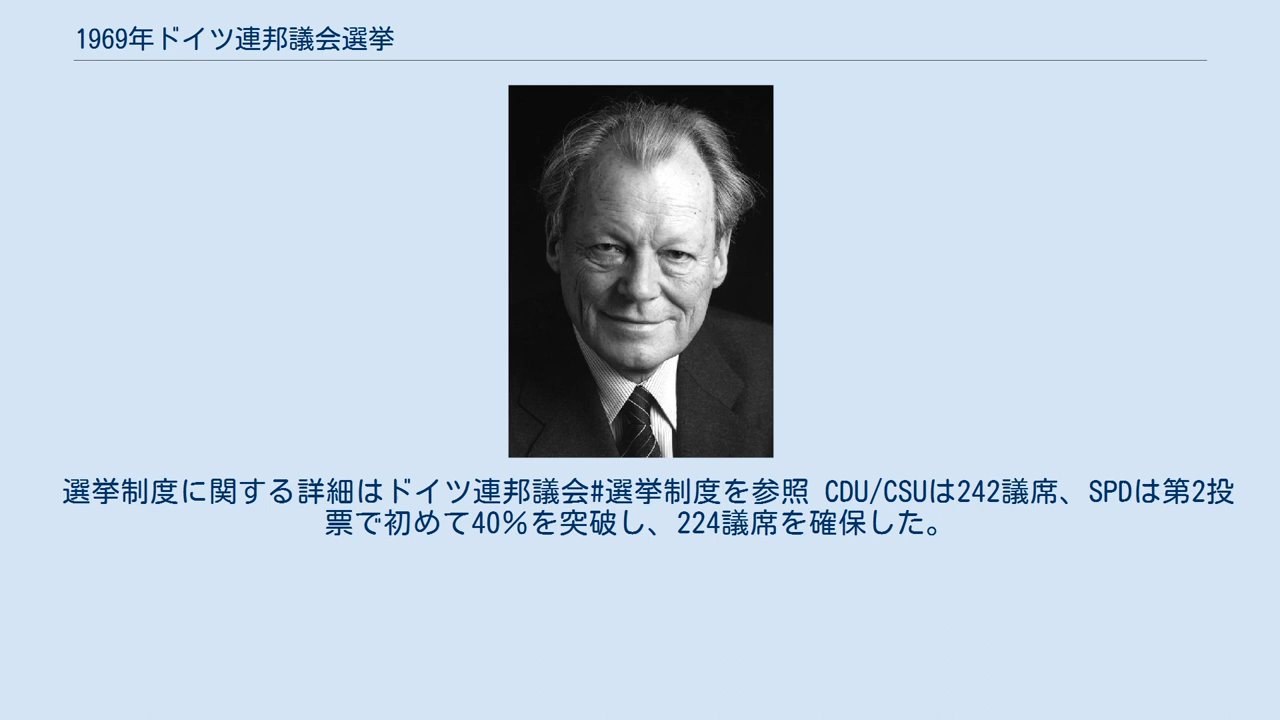 1969年ドイツ連邦議会選挙
選挙制度に関する詳細はドイツ連邦議会#選挙制度を参照 CDU/CSUは242議席、SPDは第2投
票で初めて40％を突破し、224議席を確保した。